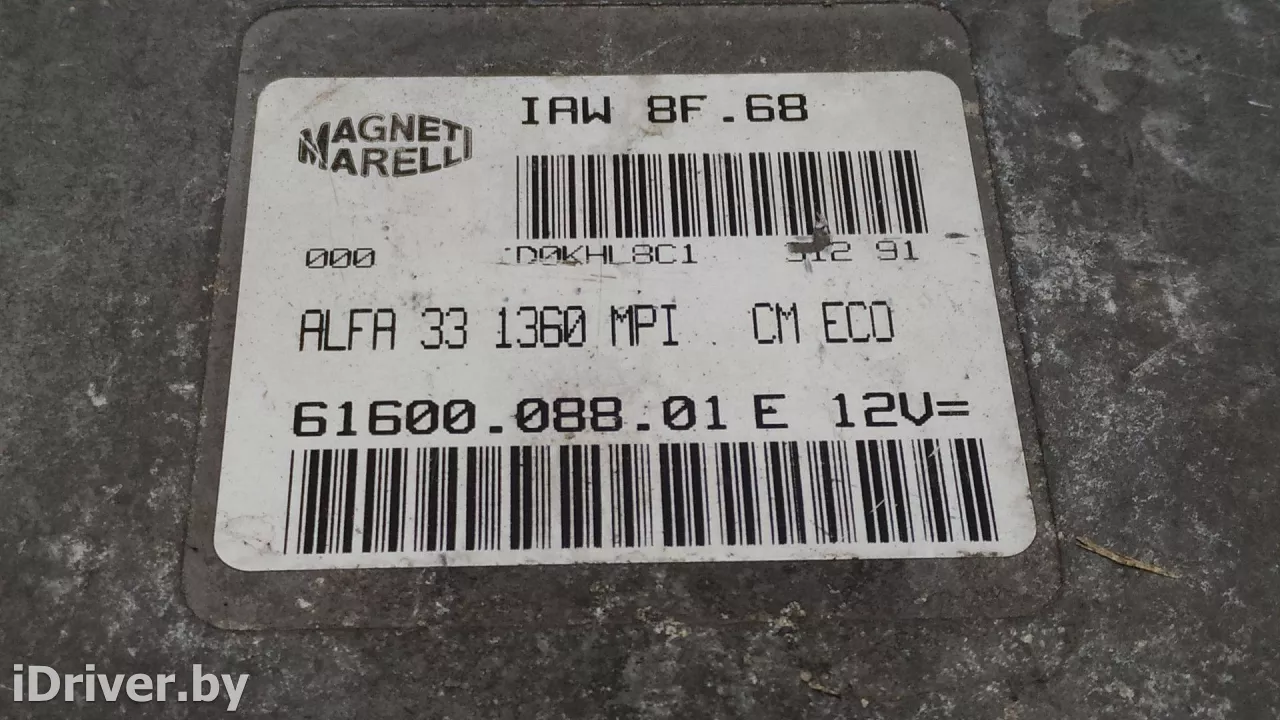 MAGNETI
MARELLI
IAW 8F.68
000 D0KHL8C1 91
ALFA 33 1360 MPI . CM ECO
61600.088.01 E 12V=
iDriver.by